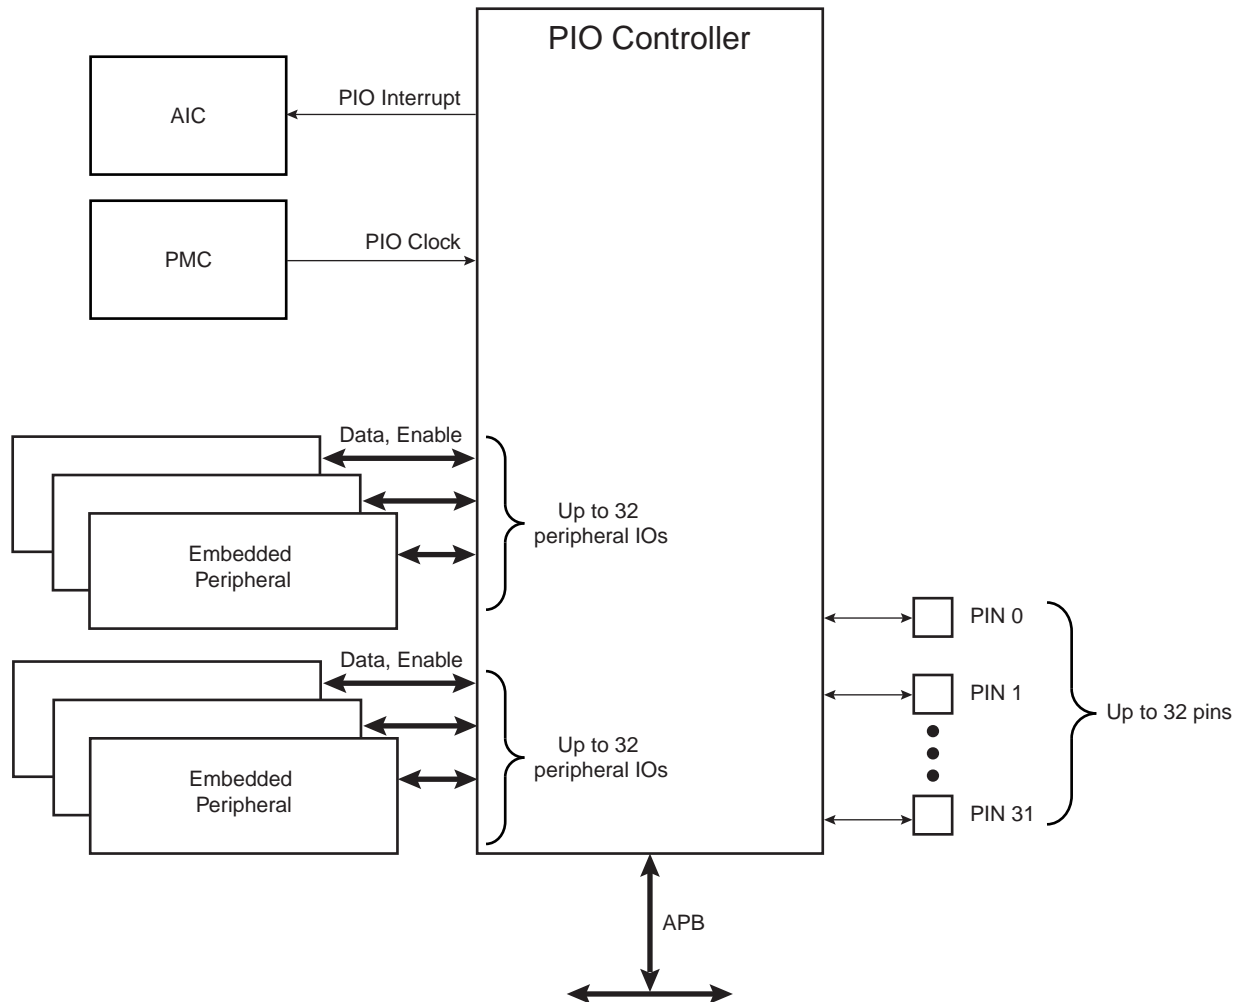 PIO Controller
PIO Interrupt
AIC
PIO Clock
PMC
Data, Enable
Up to 32
peripheral IOs
Embedded
Peripheral
PIN 0
Data, Enable
PIN 1
Up to 32 pins
Up to 32
peripheral IOs
Embedded
Peripheral
PIN 31
APB